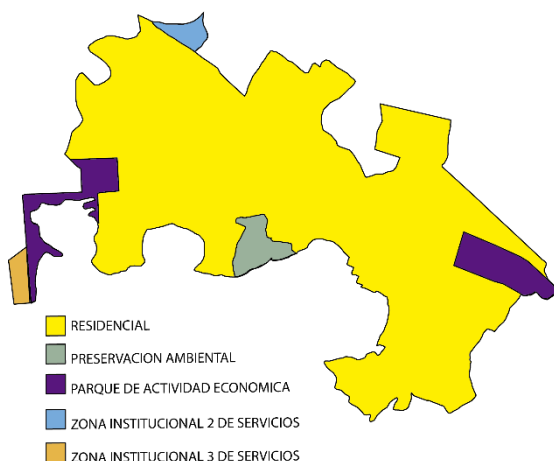 RESIDENCIAL
PRESERVACION AMBIENTAL
PARQUE DE ACTIVIDAD ECONOMICA
ZONA INSTITUCIONAL 2 DE SERVICIOS
ZONA INSTITUCIONAL 3 DE SERVICIOS